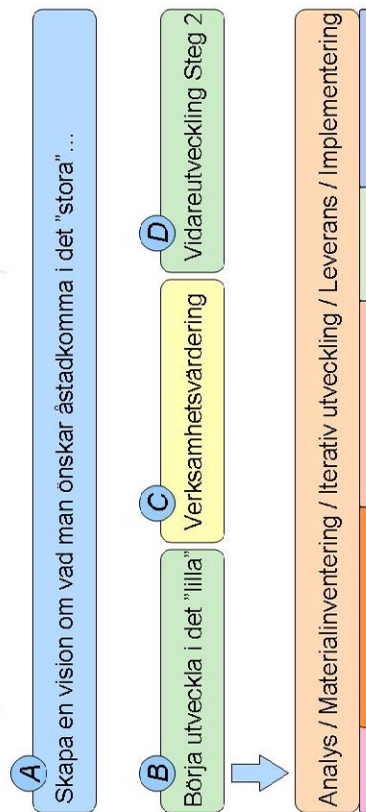 A
Skapa en vision om vad man önskar åstadkomma i det "stora"...
B
Börja utveckla i det "lilla"
C
Verksamhetsvärdering
D
Vidareutveckling Steg 2
Analys / Materialinventering / Iterativ utveckling / Leverans / Implementering